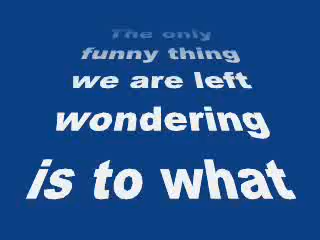 The only
funny thing
we are left
wondering
is to what